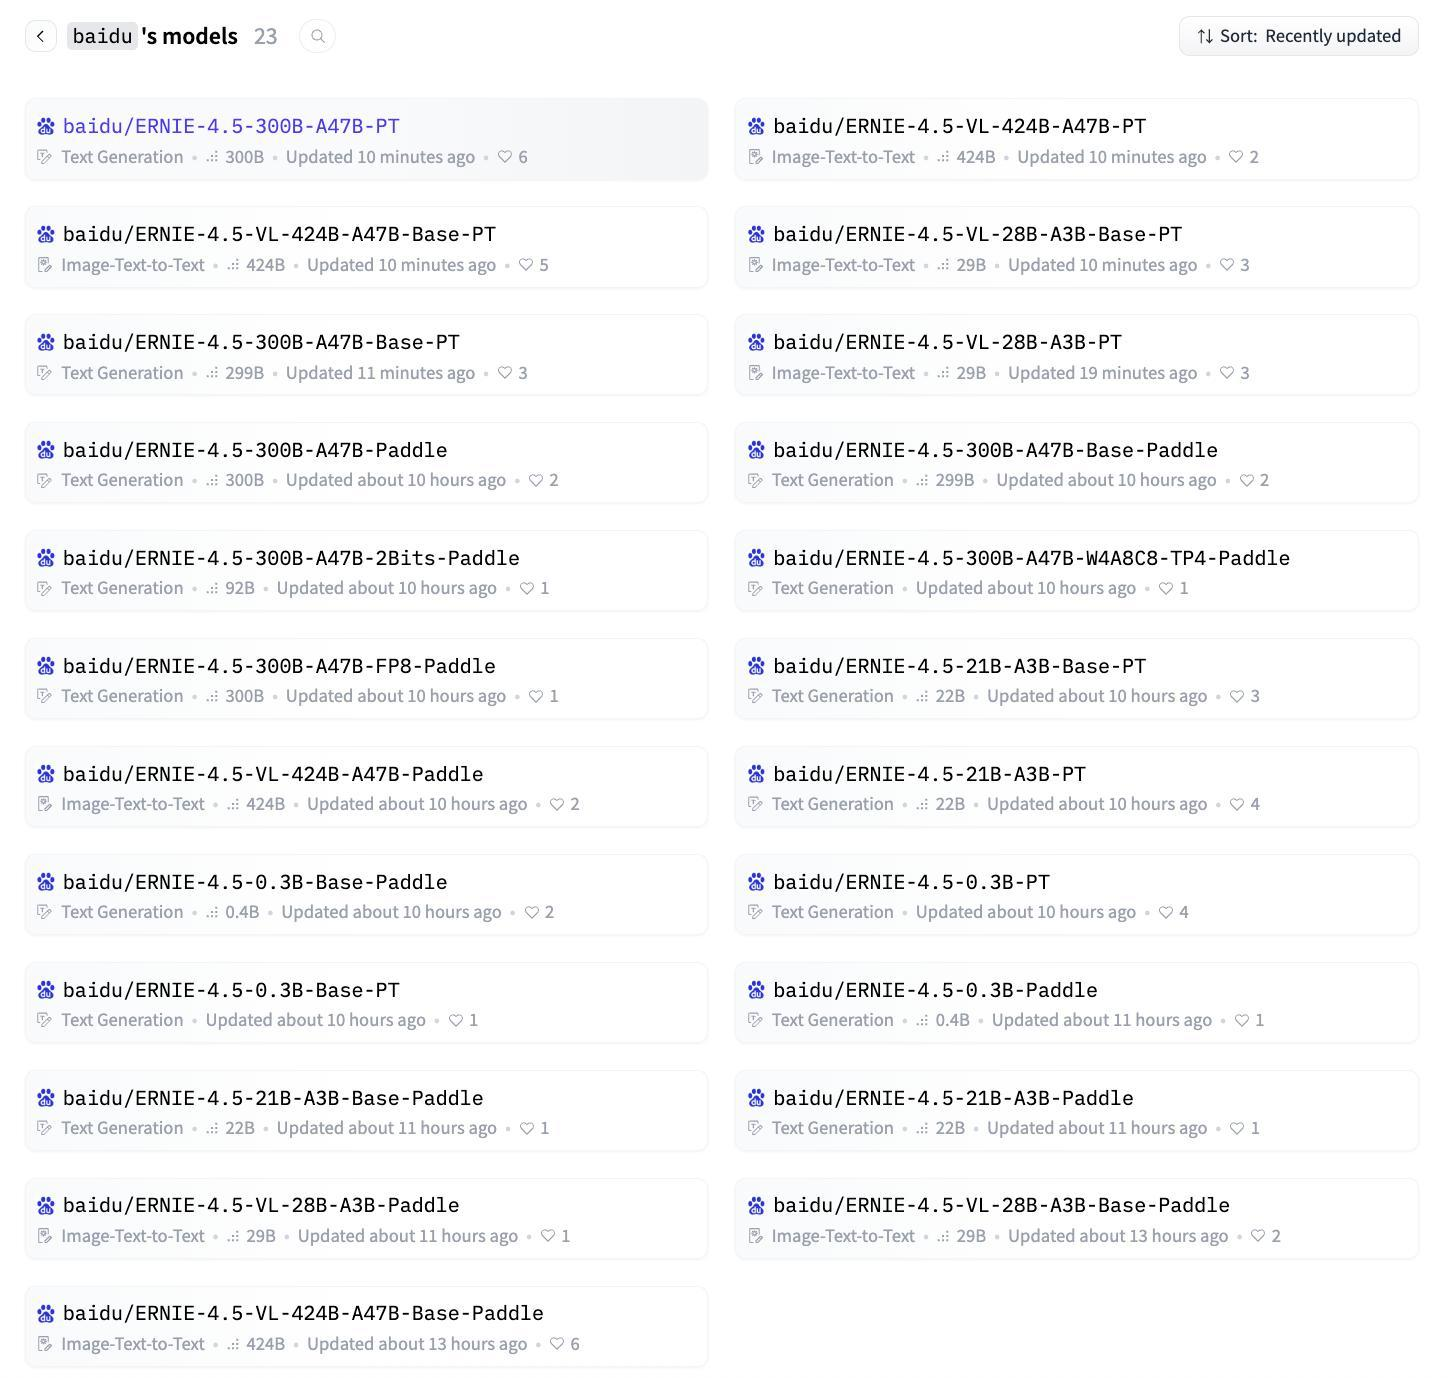 baidu 's models 23
Sort: Recently updated
baidu/ERNIE-4.5-300B-A47B-PT
Text Generation • 300B • Updated 10 minutes ago • 6
baidu/ERNIE-4.5-VL-424B-A47B-PT
Image-Text-to-Text • 424B • Updated 10 minutes ago • 2
baidu/ERNIE-4.5-VL-424B-A47B-Base-PT
Image-Text-to-Text • 424B • Updated 10 minutes ago • 5
baidu/ERNIE-4.5-VL-28B-A3B-Base-PT
Image-Text-to-Text • 29B • Updated 10 minutes ago • 3
baidu/ERNIE-4.5-300B-A47B-Base-PT
Text Generation • 299B • Updated 11 minutes ago • 3
baidu/ERNIE-4.5-VL-28B-A3B-PT
Image-Text-to-Text • 29B • Updated 19 minutes ago • 3
baidu/ERNIE-4.5-300B-A47B-Paddle
Text Generation • 300B • Updated about 10 hours ago • 2
baidu/ERNIE-4.5-300B-A47B-Base-Paddle
Text Generation • 299B • Updated about 10 hours ago • 2
baidu/ERNIE-4.5-300B-A47B-2Bits-Paddle
Text Generation • 92B • Updated about 10 hours ago • 1
baidu/ERNIE-4.5-300B-A47B-W4A8C8-TP4-Paddle
Text Generation • Updated about 10 hours ago • 1
baidu/ERNIE-4.5-300B-A47B-FP8-Paddle
Text Generation • 300B • Updated about 10 hours ago • 1
baidu/ERNIE-4.5-21B-A3B-Base-PT
Text Generation • 22B • Updated about 10 hours ago • 3
baidu/ERNIE-4.5-VL-424B-A47B-Paddle
Image-Text-to-Text • 424B • Updated about 10 hours ago • 2
baidu/ERNIE-4.5-21B-A3B-PT
Text Generation • 22B • Updated about 10 hours ago • 4
baidu/ERNIE-4.5-0.3B-Base-Paddle
Text Generation • 0.4B • Updated about 10 hours ago • 2
baidu/ERNIE-4.5-0.3B-PT
Text Generation • Updated about 10 hours ago • 4
baidu/ERNIE-4.5-0.3B-Base-PT
Text Generation • Updated about 10 hours ago • 1
baidu/ERNIE-4.5-0.3B-Paddle
Text Generation • 0.4B • Updated about 11 hours ago • 1
baidu/ERNIE-4.5-21B-A3B-Base-Paddle
Text Generation • 22B • Updated about 11 hours ago • 1
baidu/ERNIE-4.5-21B-A3B-Paddle
Text Generation • 22B • Updated about 11 hours ago • 1
baidu/ERNIE-4.5-VL-28B-A3B-Paddle
Image-Text-to-Text • 29B • Updated about 11 hours ago • 1
baidu/ERNIE-4.5-VL-28B-A3B-Base-Paddle
Image-Text-to-Text • 29B • Updated about 13 hours ago • 2
baidu/ERNIE-4.5-VL-424B-A47B-Base-Paddle
Image-Text-to-Text • 424B • Updated about 13 hours ago • 6